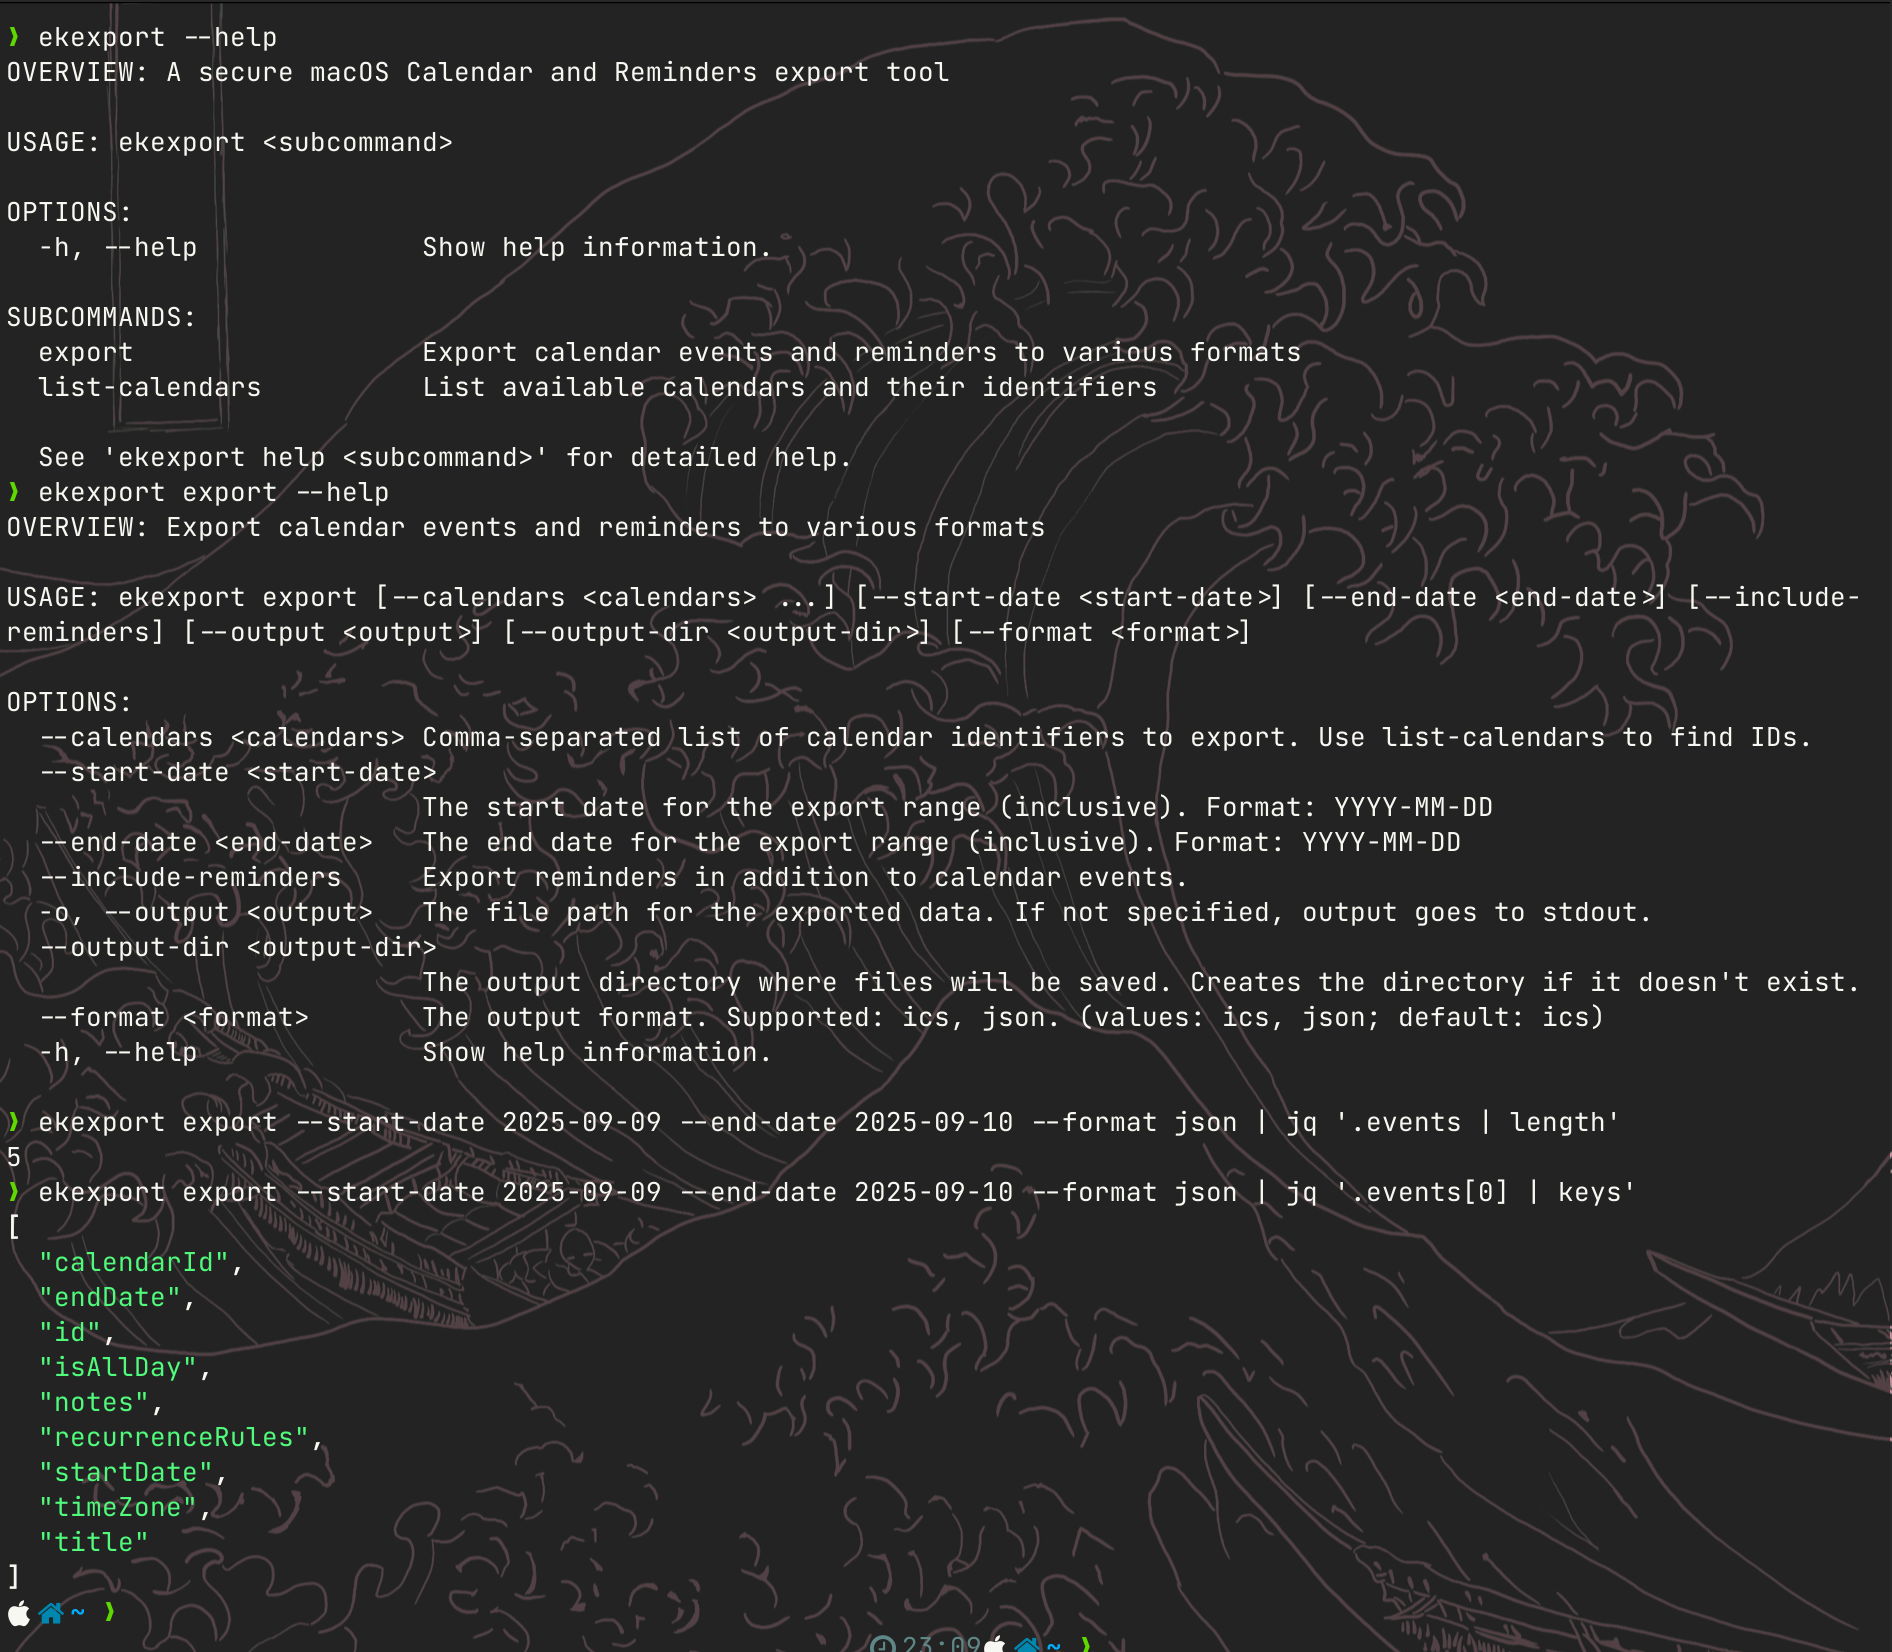 ❱ ekexport --help
OVERVIEW: A secure macOS Calendar and Reminders export tool
USAGE: ekexport <subcommand>
OPTIONS:
  -h, --help              Show help information.
SUBCOMMANDS:
  export                  Export calendar events and reminders to various formats
  list-calendars          List available calendars and their identifiers
  See 'ekexport help <subcommand>' for detailed help.
❱ ekexport export --help
OVERVIEW: Export calendar events and reminders to various formats
USAGE: ekexport export [--calendars <calendars> ...] [--start-date <start-date>] [--end-date <end-date>] [--include-
reminders] [--output <output>] [--output-dir <output-dir>] [--format <format>]
OPTIONS:
  --calendars <calendars> Comma-separated list of calendar identifiers to export. Use list-calendars to find IDs.
  --start-date <start-date>
                          The start date for the export range (inclusive). Format: YYYY-MM-DD
  --end-date <end-date>   The end date for the export range (inclusive). Format: YYYY-MM-DD
  --include-reminders     Export reminders in addition to calendar events.
  -o, --output <output>   The file path for the exported data. If not specified, output goes to stdout.
  --output-dir <output-dir>
                          The output directory where files will be saved. Creates the directory if it doesn't exist.
  --format <format>       The output format. Supported: ics, json. (values: ics, json; default: ics)
  -h, --help              Show help information.
❱ ekexport export --start-date 2025-09-09 --end-date 2025-09-10 --format json | jq '.events | length'
5
❱ ekexport export --start-date 2025-09-09 --end-date 2025-09-10 --format json | jq '.events[0] | keys'
[
  "calendarId",
  "endDate",
  "id",
  "isAllDay",
  "notes",
  "recurrenceRules",
  "startDate",
  "timeZone",
  "title"
]
~ ❱
23:09 ~ ❱